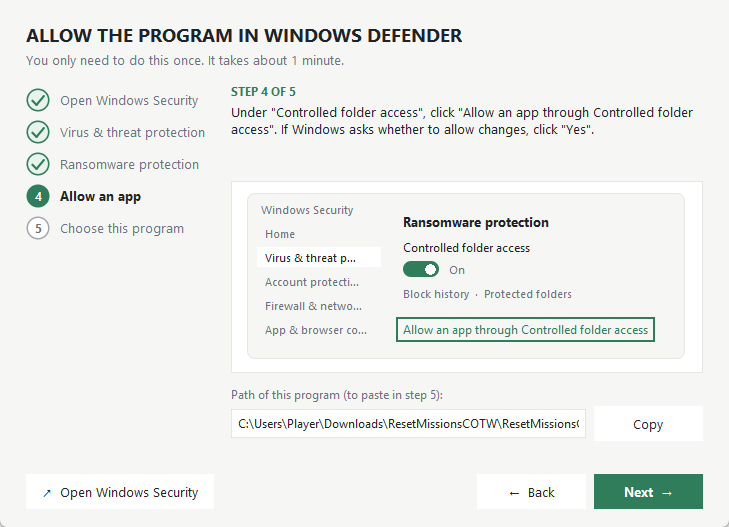 ALLOW THE PROGRAM IN WINDOWS DEFENDER
You only need to do this once. It takes about 1 minute.
Open Windows Security
Virus & threat protection
Ransomware protection
4 Allow an app
5 Choose this program
STEP 4 OF 5
Under "Controlled folder access", click "Allow an app through Controlled folder
access". If Windows asks whether to allow changes, click "Yes".
Windows Security
Home
Virus & threat p...
Account protecti...
Firewall & netwo...
App & browser co...
Ransomware protection
Controlled folder access
On
Block history · Protected folders
Allow an app through Controlled folder access
Path of this program (to paste in step 5):
C:\Users\Player\Downloads\ResetMissionsCOTW\ResetMissions
Copy
↗ Open Windows Security
← Back
Next →